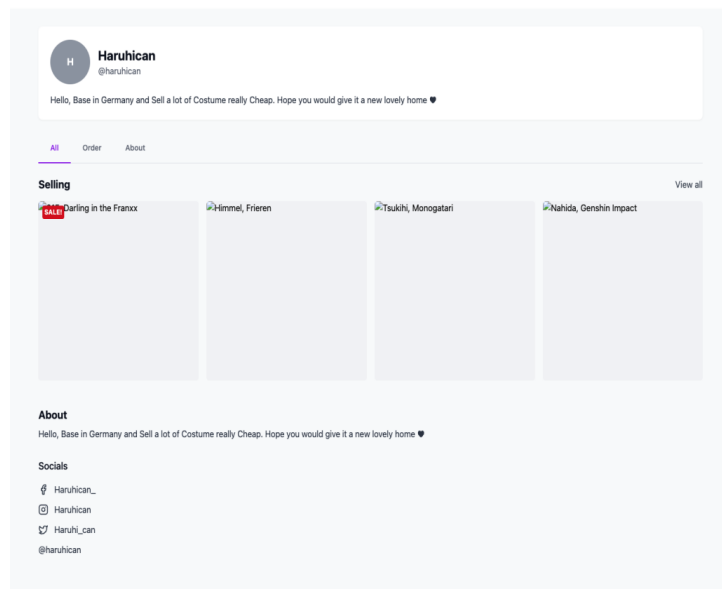 H
Haruhican
@haruhican
Hello, Base in Germany and Sell a lot of Costume really Cheap. Hope you would give it a new lovely home ♥
All Order About
Selling View all
SALE! Darling in the Franxx
Himmel, Frieren
Tsukihi, Monogatari
Nahida, Genshin Impact
About
Hello, Base in Germany and Sell a lot of Costume really Cheap. Hope you would give it a new lovely home ♥
Socials
Haruhican_
Haruhican
Haruhi_can
@haruhican